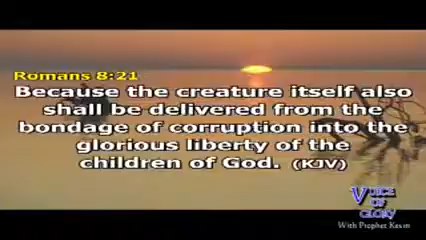 Romans 8:21
Because the creature itself also
shall be delivered from the
bondage of corruption into the
glorious liberty of the
children of God. (KJV)
VOICE
OF
GLORY
With Prophet Kevin